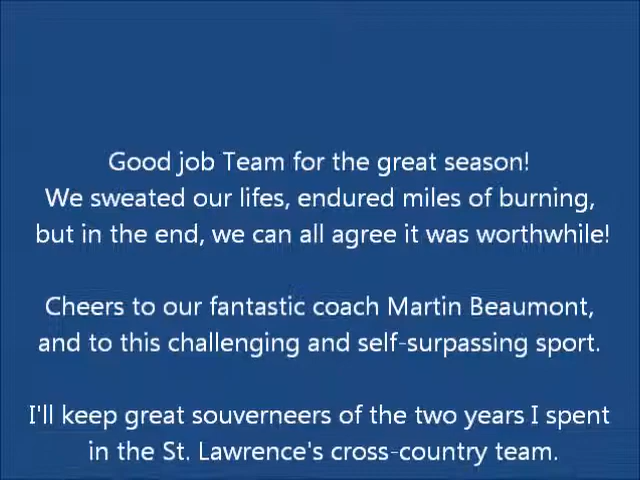 Good job Team for the great season!
We sweated our lifes, endured miles of burning,
but in the end, we can all agree it was worthwhile!
Cheers to our fantastic coach Martin Beaumont,
and to this challenging and self-surpassing sport.
I'll keep great souverneers of the two years I spent
in the St. Lawrence's cross-country team.